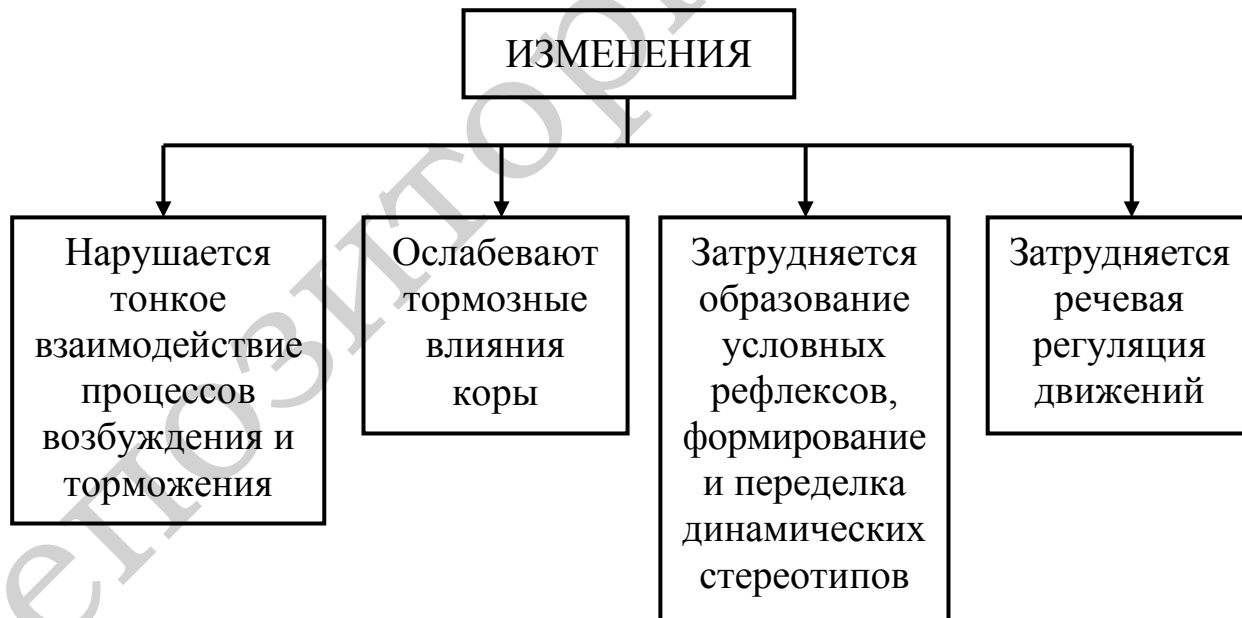 ИЗМЕНЕНИЯ
Нарушается
тонкое
взаимодействие
процессов
возбуждения и
торможения
Ослабевают
тормозные
влияния
коры
Затрудняется
образование
условных
рефлексов,
формирование
и переделка
динамических
стереотипов
Затрудняется
речевая
регуляция
движений